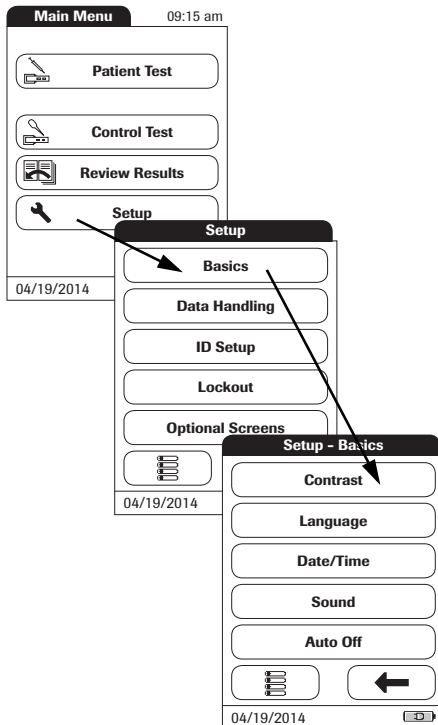 Main Menu 09:15 am
Patient Test
Control Test
Review Results
Setup
04/19/2014
Setup
Basics
Data Handling
ID Setup
Lockout
Optional Screens
04/19/2014
Setup - Basics
Contrast
Language
Date/Time
Sound
Auto Off
04/19/2014